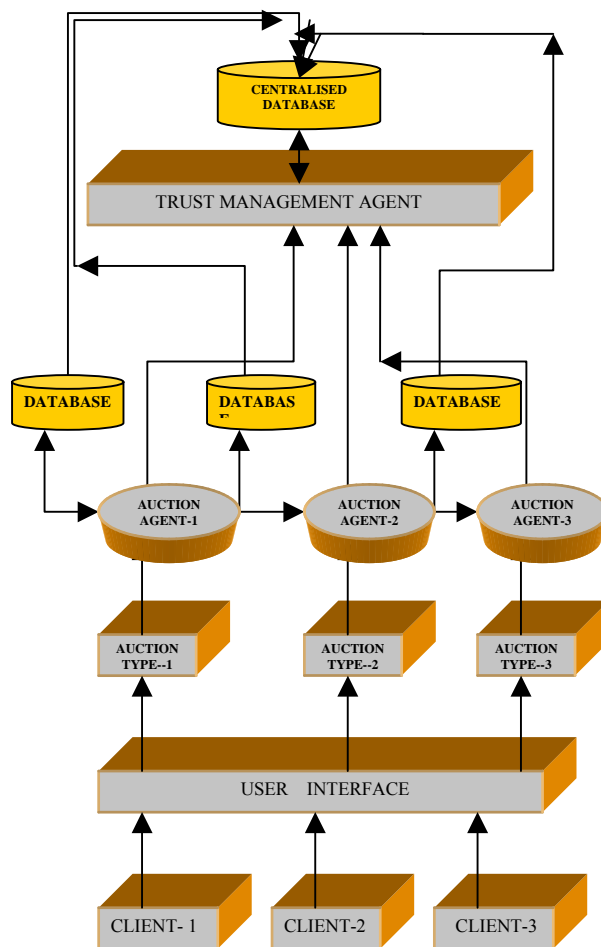 CENTRALISED
DATABASE
TRUST MANAGEMENT AGENT
DATABASE
DATABAS
DATABASE
AUCTION
AGENT-1
AUCTION
AGENT-2
AUCTION
AGENT-3
AUCTION
TYPE--1
AUCTION
TYPE--2
AUCTION
TYPE--3
USER INTERFACE
CLIENT- 1
CLIENT-2
CLIENT-3